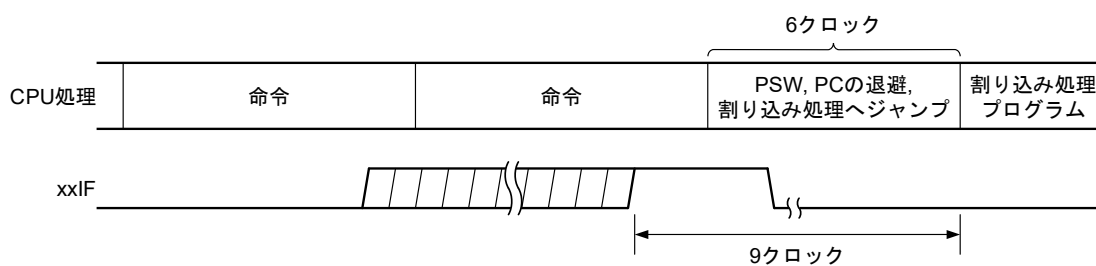 6クロック
CPU処理
命令
命令
PSW, PCの退避,
割り込み処理へジャンプ
割り込み処理
プログラム
xxIF
9クロック